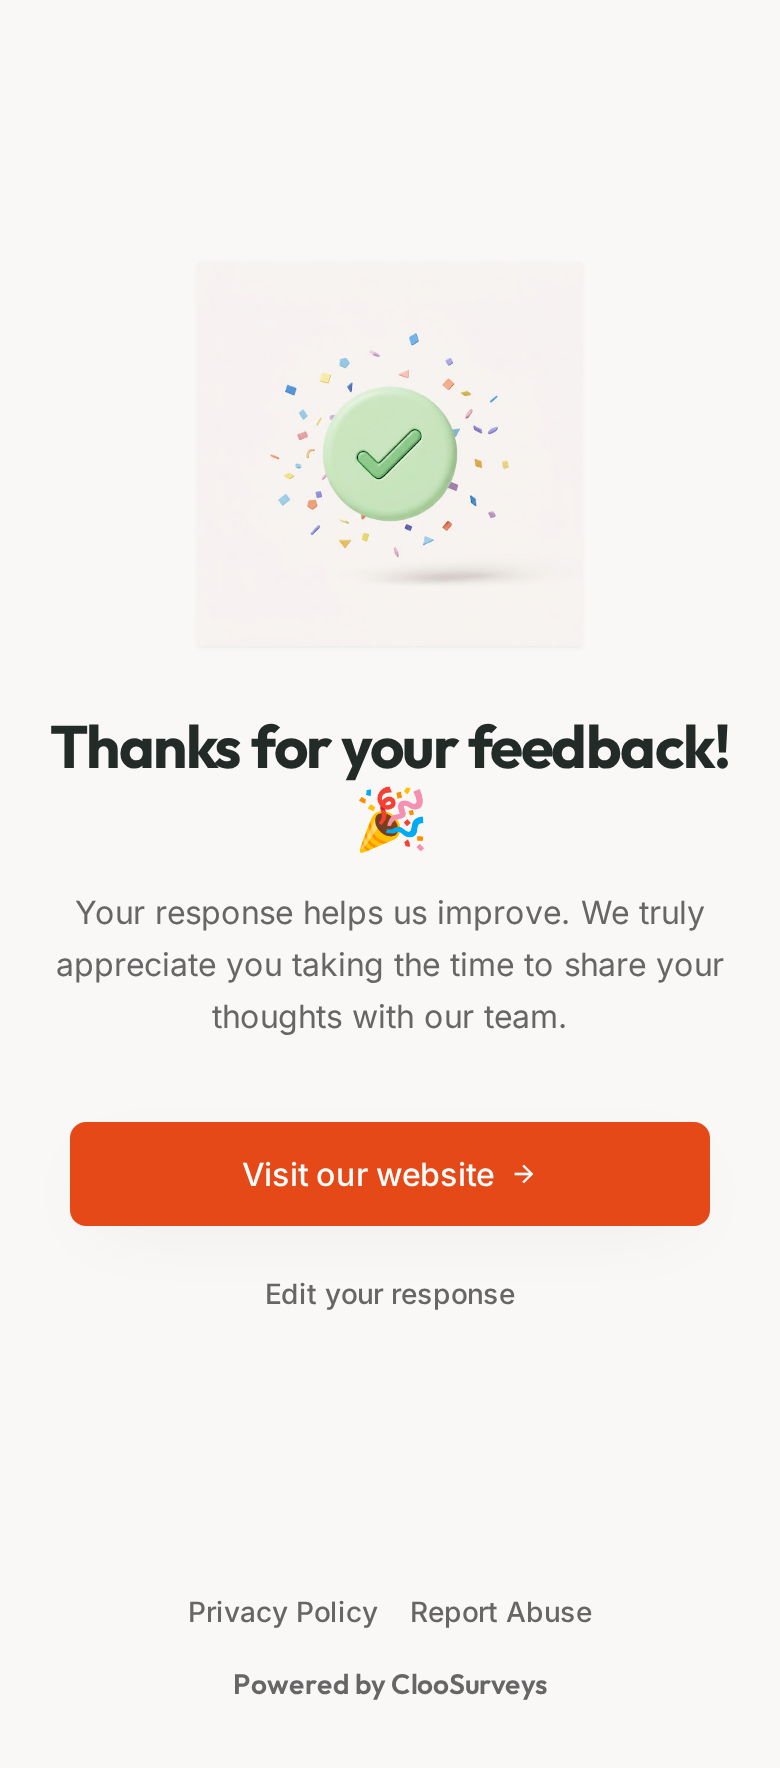 Thanks for your feedback!
🎉
Your response helps us improve. We truly
appreciate you taking the time to share your
thoughts with our team.
Visit our website →
Edit your response
Privacy Policy Report Abuse
Powered by ClooSurveys